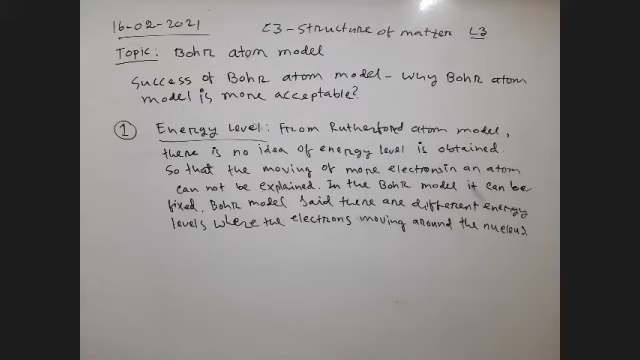 16-02-2021 C3-Structure of matter L3
Topic: Bohr atom model
Success of Bohr atom model - Why Bohr atom
model is more acceptable?
1 Energy Level: From Rutherford atom model,
there is no idea of energy level is obtained.
So that the moving of more electrons in an atom
can not be explained. In the Bohr model it can be
fixed. Bohr model said there are different energy
levels where the electrons moving around the nucleus.